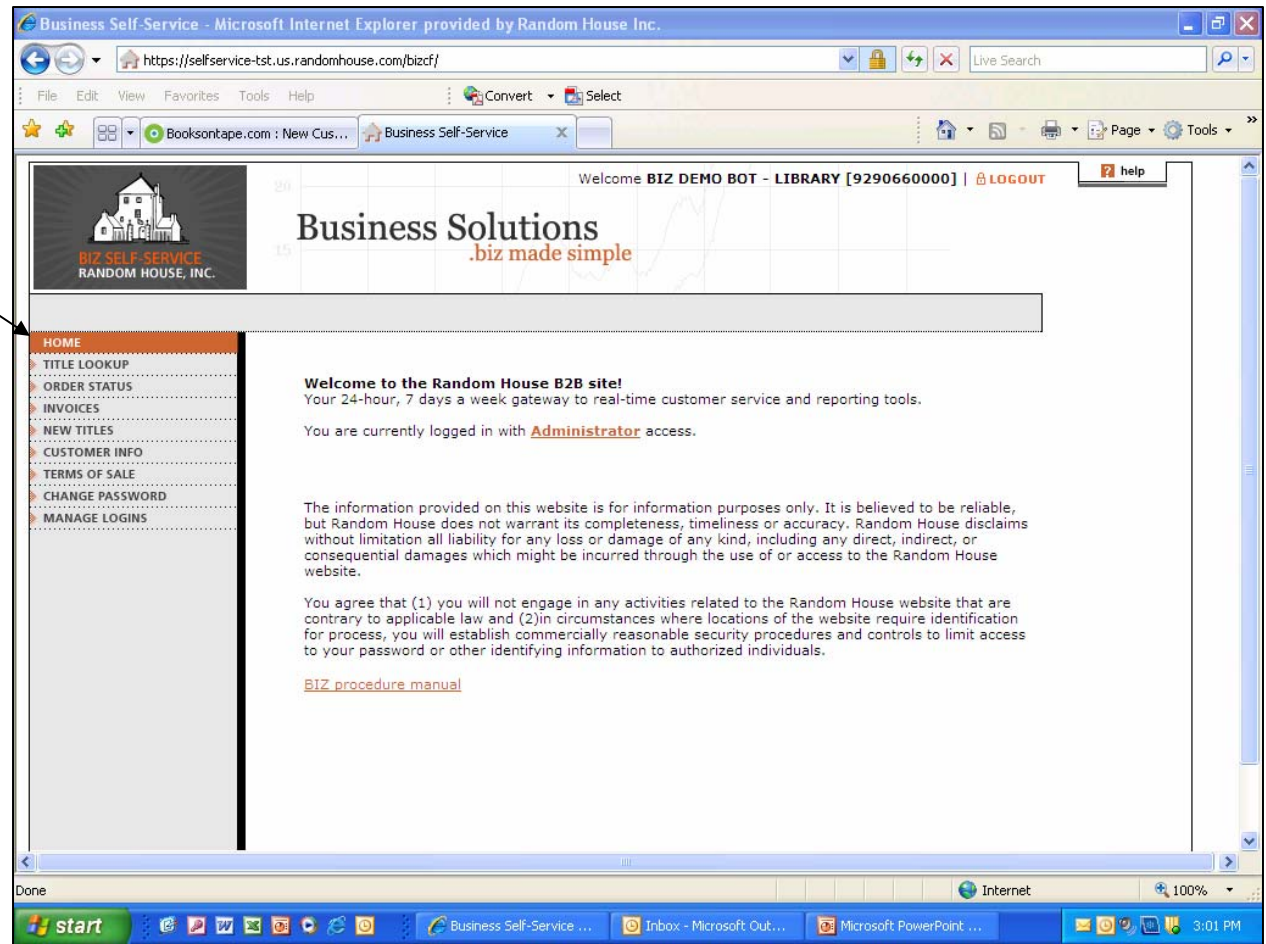 Business Self-Service - Microsoft Internet Explorer provided by Random House Inc.
https://selfservice-tst.us.randomhouse.com/bizcf/
Live Search
File Edit View Favorites Tools Help Convert Select
Booksontape.com : New Cus... Business Self-Service X Page Tools »
Welcome BIZ DEMO BOT - LIBRARY [9290660000] | LOGOUT ? help
20
15
Business Solutions
.biz made simple
BIZ SELF-SERVICE
RANDOM HOUSE, INC.
HOME
TITLE LOOKUP
ORDER STATUS
INVOICES
NEW TITLES
CUSTOMER INFO
TERMS OF SALE
CHANGE PASSWORD
MANAGE LOGINS
Welcome to the Random House B2B site!
Your 24-hour, 7 days a week gateway to real-time customer service and reporting tools.
You are currently logged in with Administrator access.
The information provided on this website is for information purposes only. It is believed to be reliable,
but Random House does not warrant its completeness, timeliness or accuracy. Random House disclaims
without limitation all liability for any loss or damage of any kind, including any direct, indirect, or
consequential damages which might be incurred through the use of or access to the Random House
website.
You agree that (1) you will not engage in any activities related to the Random House website that are
contrary to applicable law and (2)in circumstances where locations of the website require identification
for process, you will establish commercially reasonable security procedures and controls to limit access
to your password or other identifying information to authorized individuals.
BIZ procedure manual
Done Internet 100%
start Business Self-Service ... Inbox - Microsoft Out... Microsoft PowerPoint ... 3:01 PM